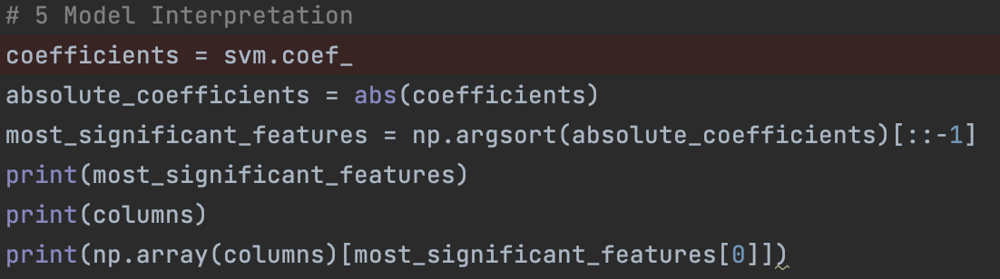 # 5 Model Interpretation
coefficients = svm.coef_
absolute_coefficients = abs(coefficients)
most_significant_features = np.argsort(absolute_coefficients)[::-1]
print(most_significant_features)
print(columns)
print(np.array(columns)[most_significant_features[0]])